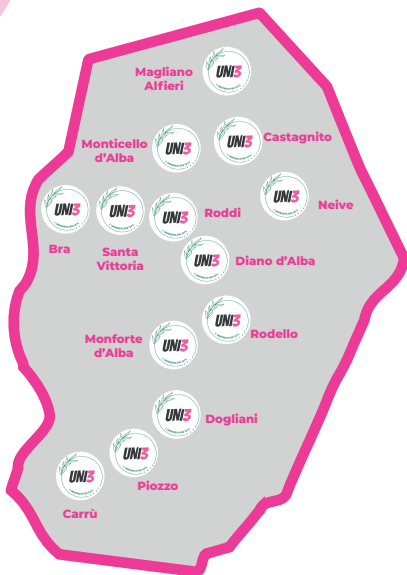 UNI3
Magliano
Alfieri
UNI3
Castagnito
Monticello
d'Alba
UNI3
UNI3
Neive
UNI3
Bra
UNI3
Santa
Vittoria
UNI3
Roddi
UNI3
Diano d'Alba
UNI3
Rodello
Monforte
d'Alba
UNI3
UNI3
Dogliani
UNI3
Piozzo
UNI3
Carrù